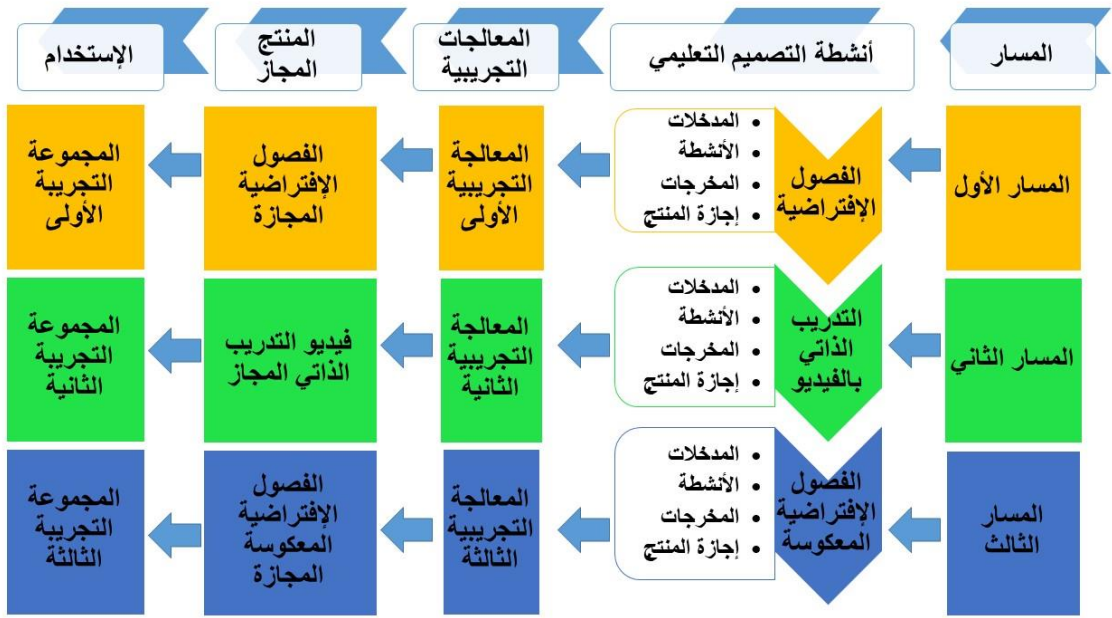 المسار
أنشطة التصميم التعليمي
المعالجات
التجريبية
المنتج
المجاز
الإستخدام
المسار الأول
الفصول
الإفتراضية
• المدخلات
• الأنشطة
• المخرجات
• إجازة المنتج
المعالجة
التجريبية
الأولى
الفصول
الإفتراضية
المجازة
المجموعة
التجريبة
الأولى
المسار الثاني
التدريب
الذاتي
بالفيديو
• المدخلات
• الأنشطة
• المخرجات
• إجازة المنتج
المعالجة
التجريبية
الثانية
فيديو التدريب
الذاتي المجاز
المجموعة
التجريبة
الثانية
المسار
الثالث
الفصول
الإفتراضية
المعكوسة
• المدخلات
• الأنشطة
• المخرجات
• إجازة المنتج
المعالجة
التجريبية
الثالثة
الفصول
الإفتراضية
المعكوسة
المجازة
المجموعة
التجريبة
الثالثة